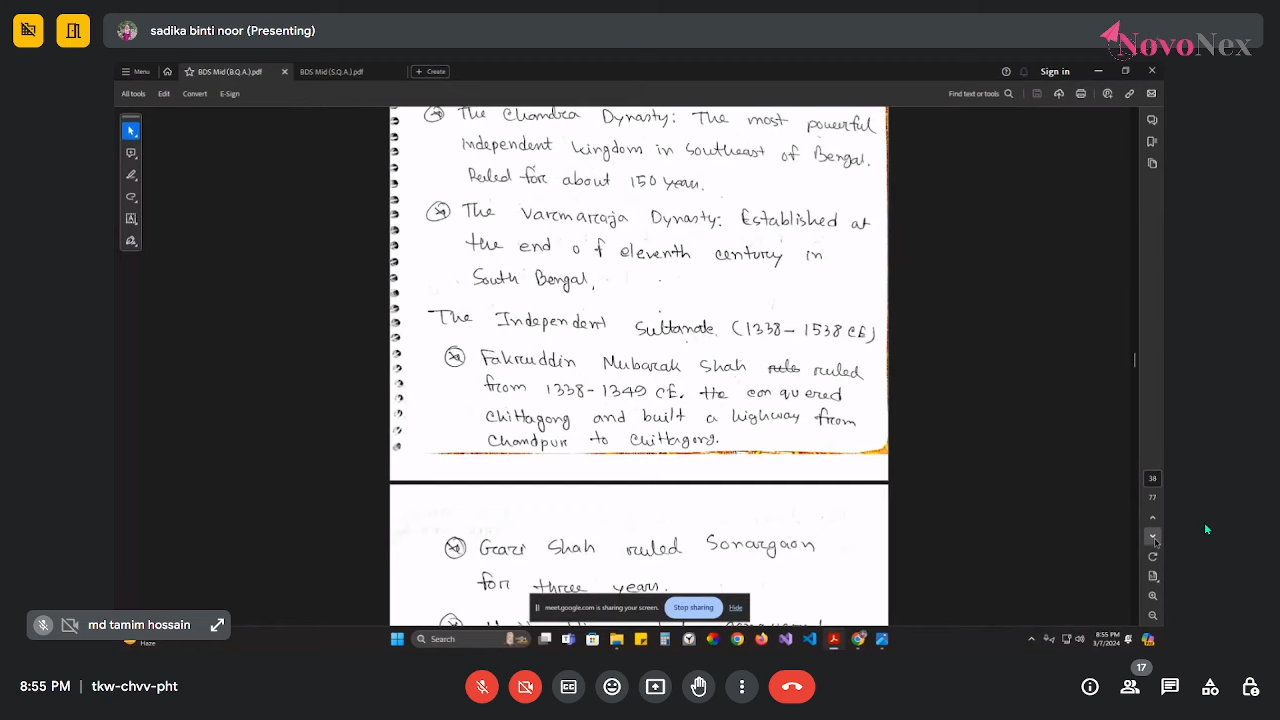 sadika binti noor (Presenting)
NovoNex
Menu
BDS Mid (B.Q.A.).pdf
BDS Mid (S.Q.A.).pdf
Create
Sign in
All tools
Edit
Convert
E-Sign
Find text or tools
The Chandra Dynasty: The most powerful
independent kingdom in southeast of Bengal.
Ruled for about 150 years.
The Varmaraja Dynasty: Established at
the end of eleventh century in
South Bengal.
The Independent Sultanate (1338 - 1538 CE)
Fakruddin Mubarak Shah rule ruled
from 1338 - 1349 CE. He conquered
Chittagong and built a highway from
Chandpur to Chittagong.
Gazi Shah ruled Sonargaon
for three years.
38
77
meet.google.com is sharing your screen.
Stop sharing
Hide
md tamim hossain
Haze
Search
8:55 PM
3/7/2024
8:55 PM | tkw-chvv-pht
17